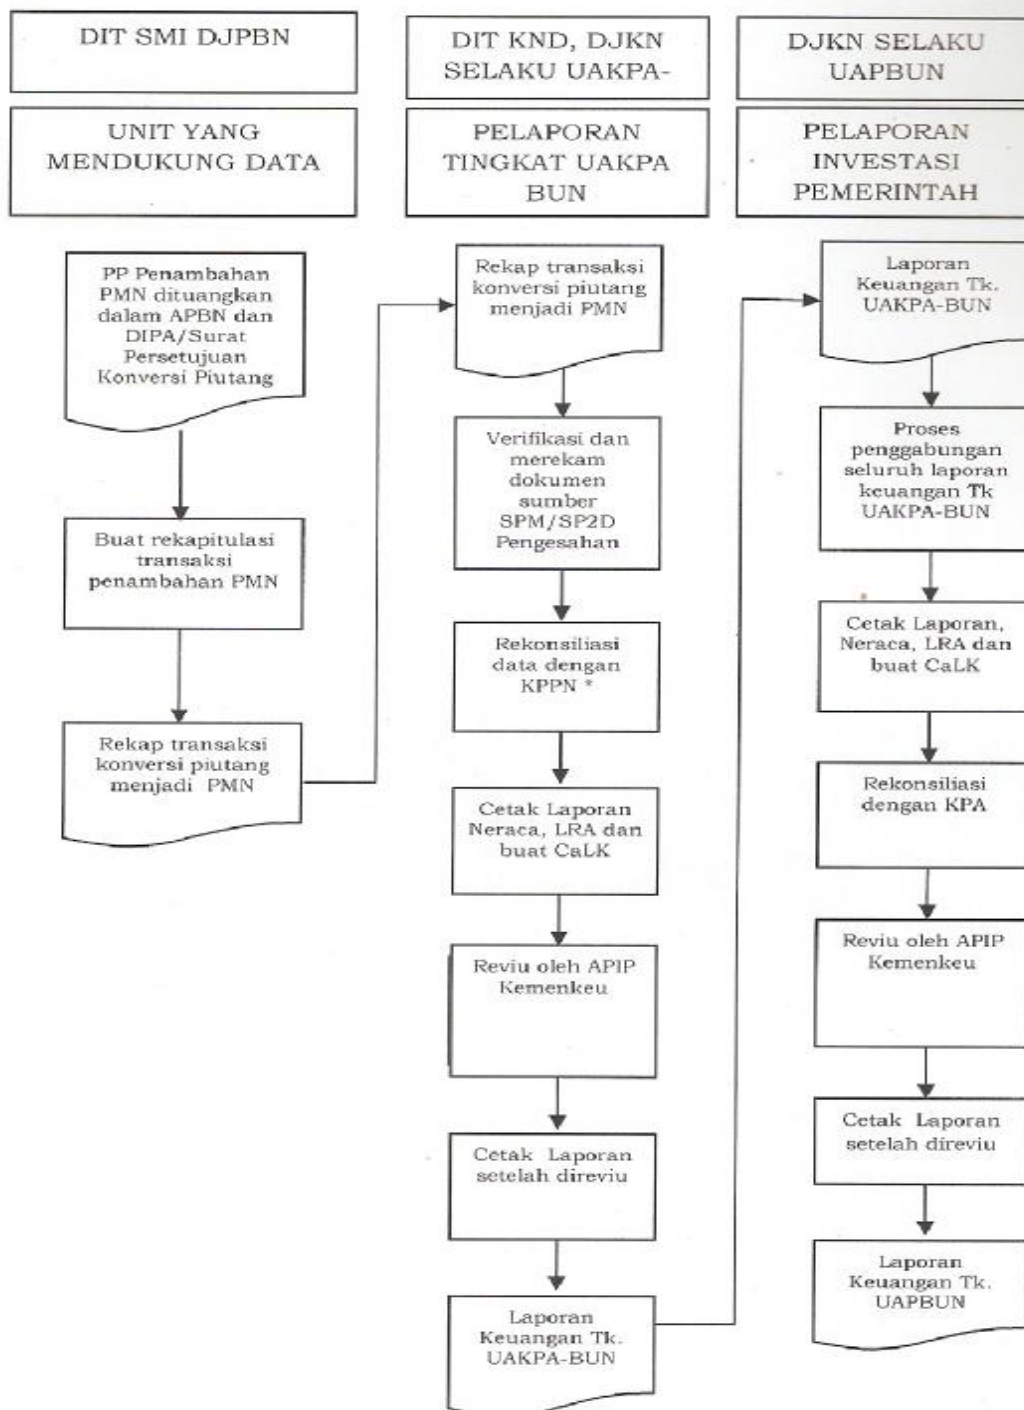 DIT SMI DJPBN
UNIT YANG
MENDUKUNG DATA
PP Penambahan
PMN dituangkan
dalam APBN dan
DIPA/Surat
Persetujuan
Konversi Piutang
Buat rekapitulasi
transaksi
penambahan PMN
Rekap transaksi
konversi piutang
menjadi PMN
DIT KND, DJKN
SELAKU UAKPA-
PELAPORAN
TINGKAT UAKPA
BUN
Rekap transaksi
konversi piutang
menjadi PMN
Verifikasi dan
merekam
dokumen
sumber
SPM/SP2D
Pengesahan
Rekonsiliasi
data dengan
KPPN *
Cetak Laporan
Neraca, LRA dan
buat CaLK
Reviu oleh APIP
Kemenkeu
Cetak Laporan
setelah direviu
Laporan
Keuangan Tk.
UAKPA-BUN
DJKN SELAKU
UAPBUN
PELAPORAN
INVESTASI
PEMERINTAH
Laporan
Keuangan Tk.
UAKPA-BUN
Proses
penggabungan
seluruh laporan
keuangan Tk
UAKPA-BUN
Cetak Laporan,
Neraca, LRA dan
buat CaLK
Rekonsiliasi
dengan KPA
Reviu oleh APIP
Kemenkeu
Cetak Laporan
setelah direviu
Laporan
Keuangan Tk.
UAPBUN